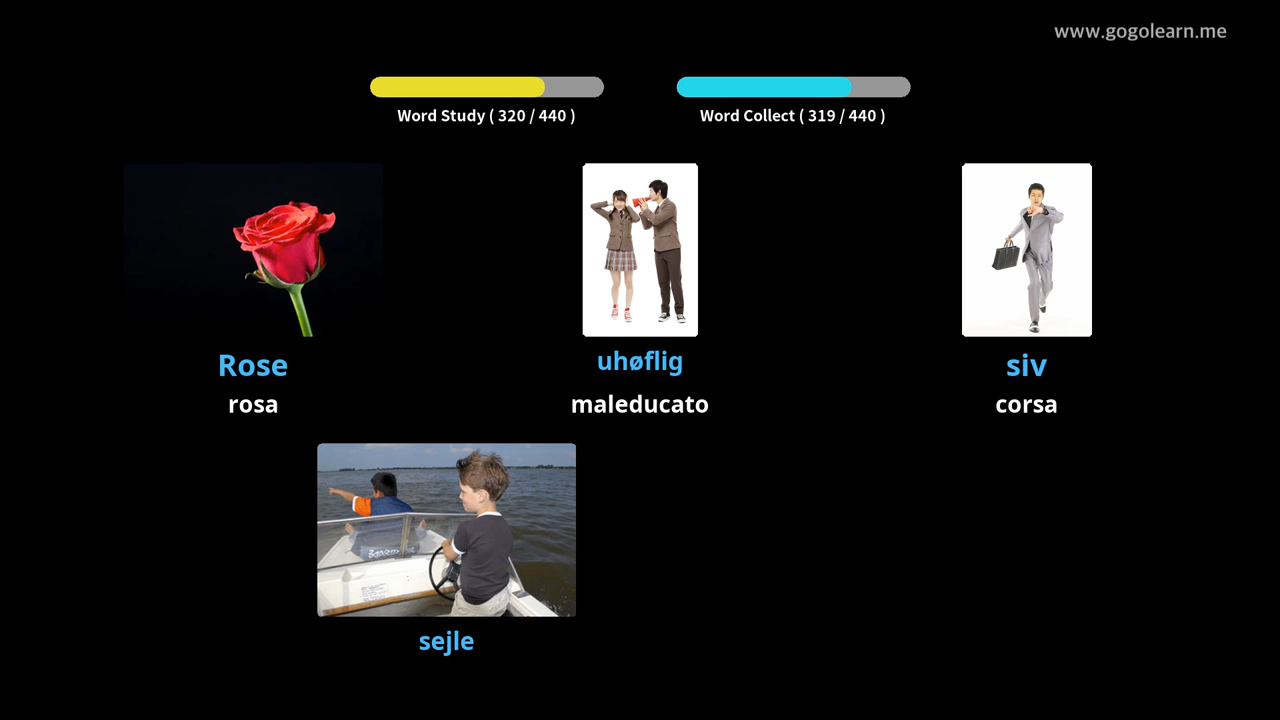 www.gogolearn.me
Word Study ( 320 / 440 )
Word Collect ( 319 / 440 )
Rose
rosa
uhøflig
maleducato
siv
corsa
sejle